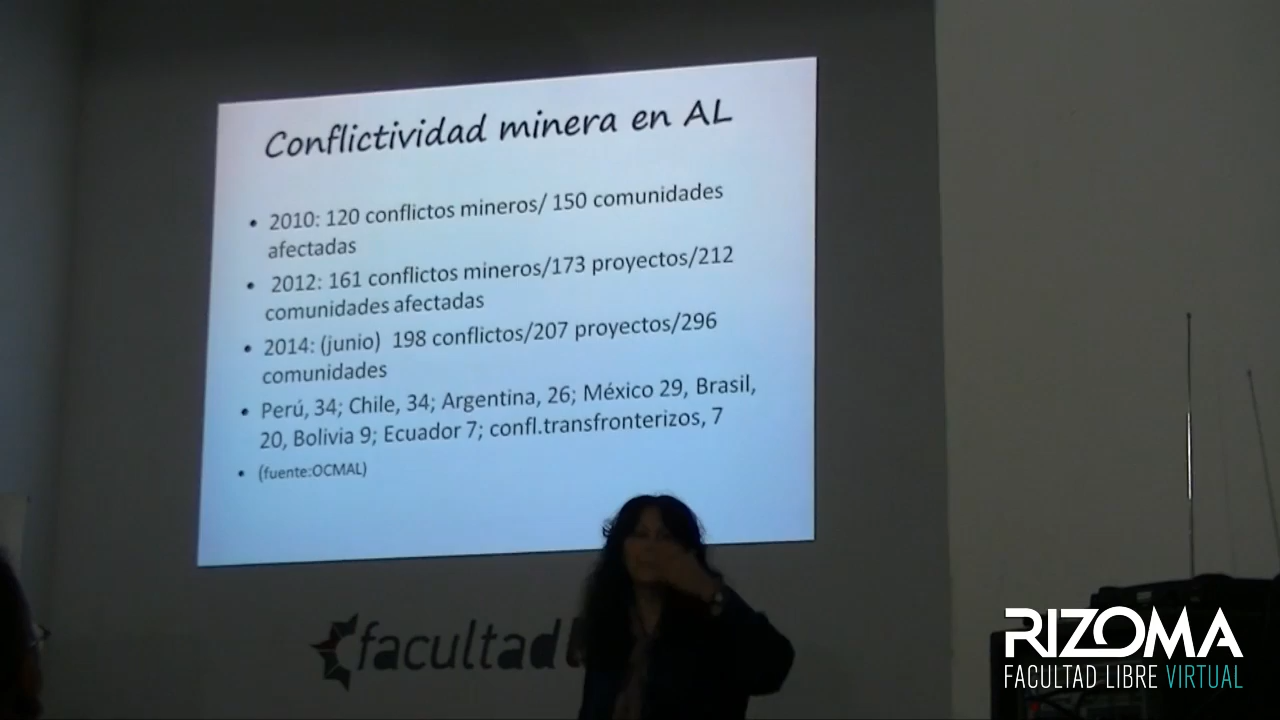 Conflictividad minera en AL
• 2010: 120 conflictos mineros/ 150 comunidades
afectadas
• 2012: 161 conflictos mineros/173 proyectos/212
comunidades afectadas
• 2014: (junio) 198 conflictos/207 proyectos/296
comunidades
• Perú, 34; Chile, 34; Argentina, 26; México 29, Brasil,
20, Bolivia 9; Ecuador 7; confl.transfronterizos, 7
• (fuente:OCMAL)
facultad
RIZOMA
FACULTAD LIBRE VIRTUAL